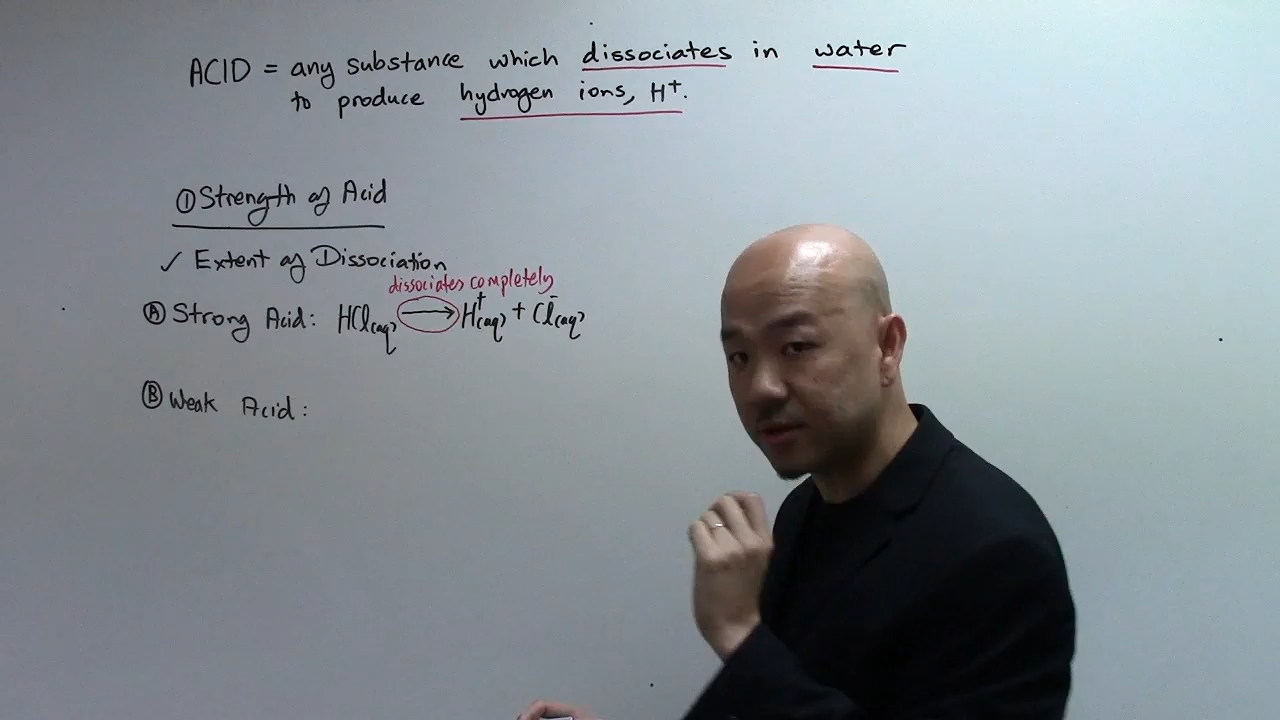 ACID = any substance which dissociates in water
to produce hydrogen ions, H⁺.
① Strength of Acid
✓ Extent of Dissociation
dissociates completely
Ⓐ Strong Acid: HCl(aq) → H⁺(aq) + Cl⁻(aq)
Ⓑ Weak Acid: